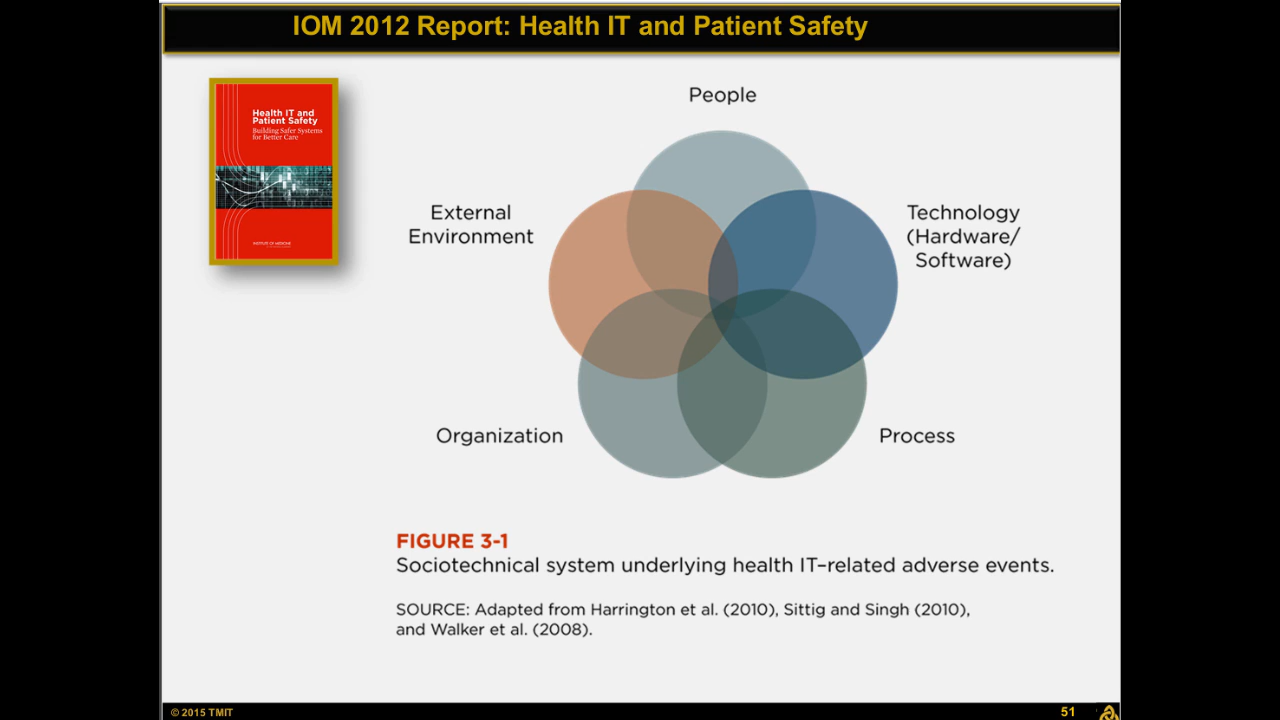 IOM 2012 Report: Health IT and Patient Safety
Health IT and
Patient Safety
Building Safer Systems
for Better Care
INSTITUTE OF MEDICINE
People
External
Environment
Technology
(Hardware/
Software)
Organization
Process
FIGURE 3-1
Sociotechnical system underlying health IT–related adverse events.
SOURCE: Adapted from Harrington et al. (2010), Sittig and Singh (2010),
and Walker et al. (2008).
© 2015 TMIT
51